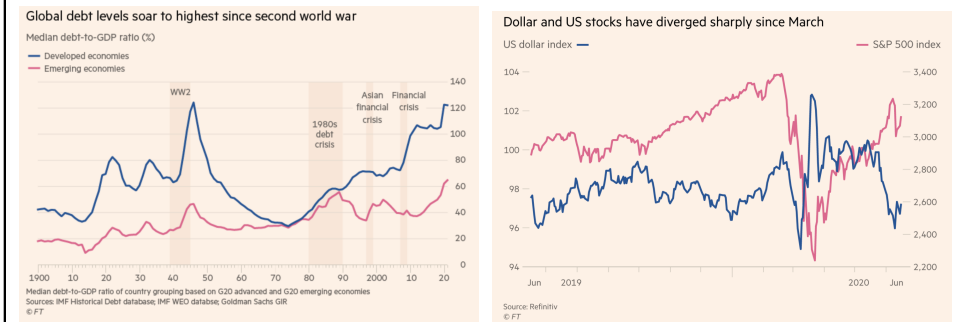 Global debt levels soar to highest since second world war
Median debt-to-GDP ratio (%)
Developed economies
Emerging economies
140
120
100
80
60
40
20
0
WW2
1980s
debt
crisis
Asian
financial
crisis
Financial
crisis
1900 10 20 30 40 50 60 70 80 90 2000 10 20
Median debt-to-GDP ratio of country grouping based on G20 advanced and G20 emerging economies
Sources: IMF Historical Debt database; IMF WEO databse; Goldman Sachs GIR
© FT
Dollar and US stocks have diverged sharply since March
US dollar index
S&P 500 index
104
102
100
98
96
94
3,400
3,200
3,000
2,800
2,600
2,400
2,200
Jun 2019 2020 Jun
Source: Refinitiv
© FT